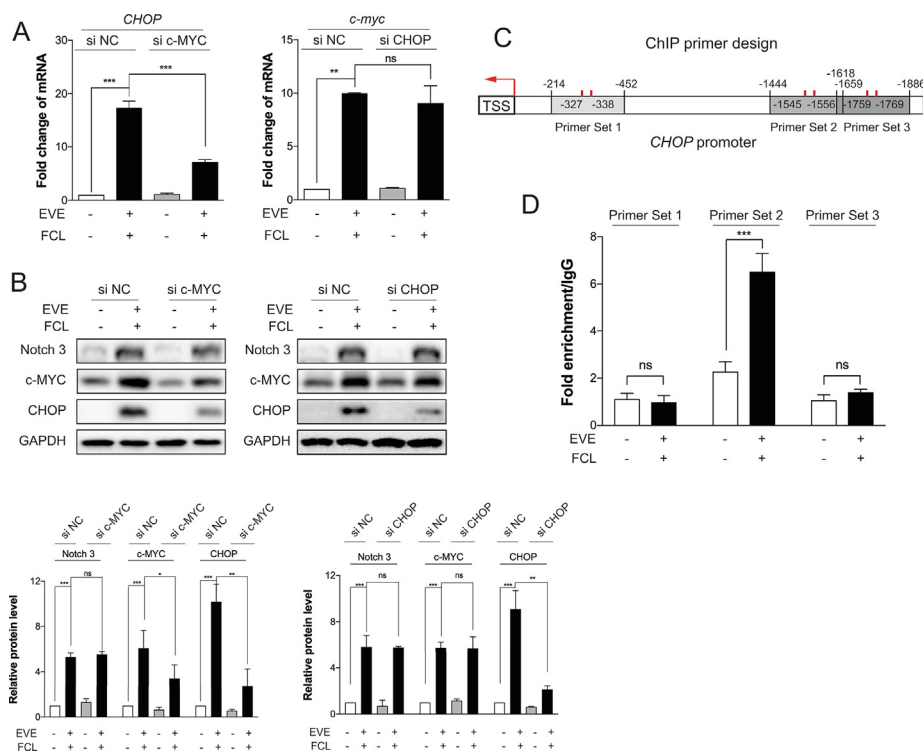 A
CHOP
si NC si c-MYC
***
***
Fold change of mRNA
30
20
10
0
EVE - + - +
FCL - + - +
c-myc
si NC si CHOP
**
ns
Fold change of mRNA
15
10
5
0
EVE - + - +
FCL - + - +
B
si NC si c-MYC
EVE - + - +
FCL - + - +
Notch 3
c-MYC
CHOP
GAPDH
si NC si CHOP
EVE - + - +
FCL - + - +
Notch 3
c-MYC
CHOP
GAPDH
si NC si c-MYC si NC si c-MYC si NC si c-MYC
Notch 3 c-MYC CHOP
*** ns *** * *** **
Relative protein level
12
8
4
0
EVE - + - + - + - + - + - +
FCL - + - + - + - + - + - +
si NC si CHOP si NC si CHOP si NC si CHOP
Notch 3 c-MYC CHOP
*** ns *** ns *** **
Relative protein level
12
8
4
0
EVE - + - + - + - + - + - +
FCL - + - + - + - + - + - +
C
ChIP primer design
-214 -452 -1444 -1618 -1659 -1886
TSS -327 -338 -1545 -1556 -1759 -1769
Primer Set 1 Primer Set 2 Primer Set 3
CHOP promoter
D
Primer Set 1 Primer Set 2 Primer Set 3
ns *** ns
Fold enrichment/IgG
8
6
4
2
0
EVE - + - + - +
FCL - + - + - +